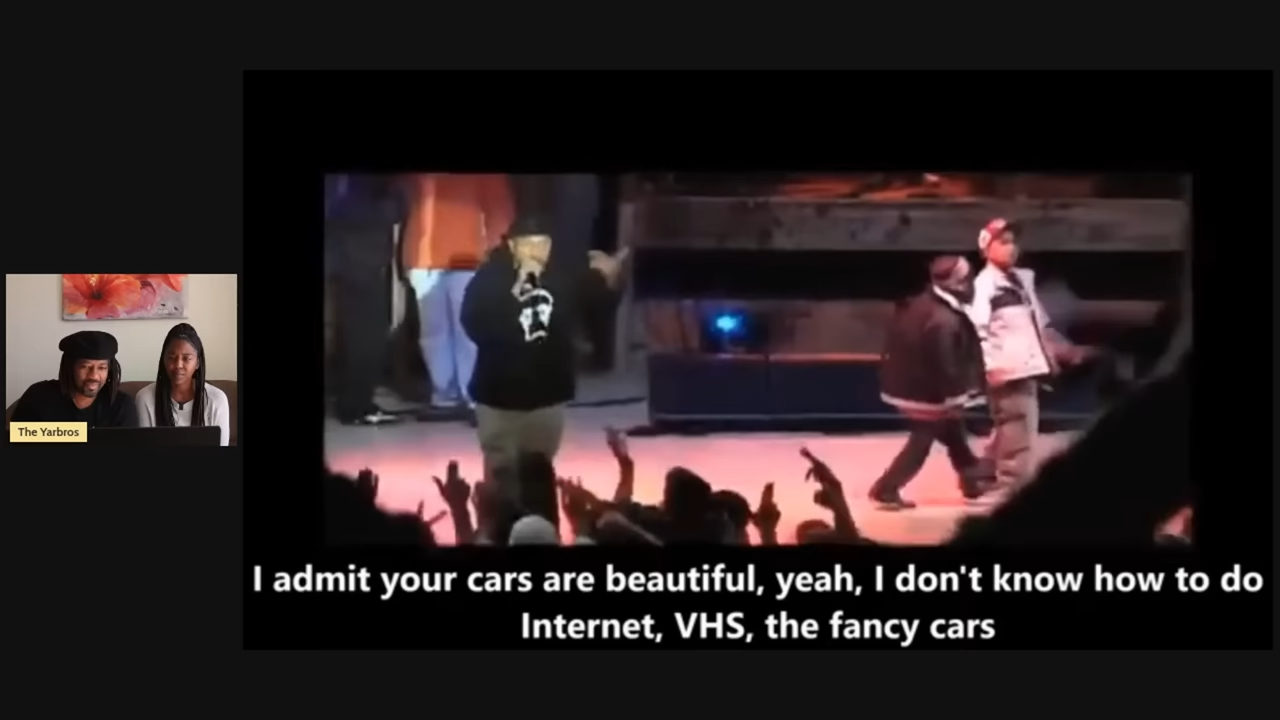 The Yarbros
I admit your cars are beautiful, yeah, I don't know how to do
Internet, VHS, the fancy cars